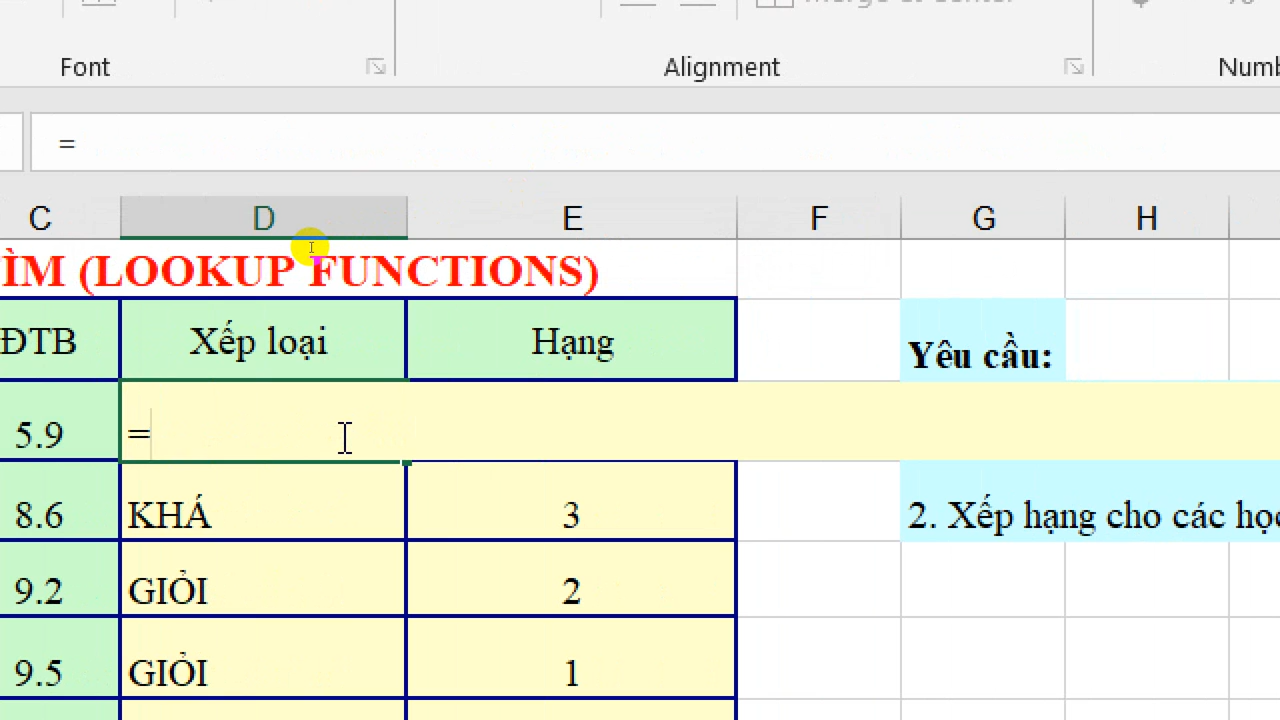 Font Alignment
=
C D E F G H
ÌM (LOOKUP FUNCTIONS)
ĐTB Xếp loại Hạng Yêu cầu:
5.9 =
8.6 KHÁ 3 2. Xếp hạng cho các
9.2 GIỎI 2
9.5 GIỎI 1